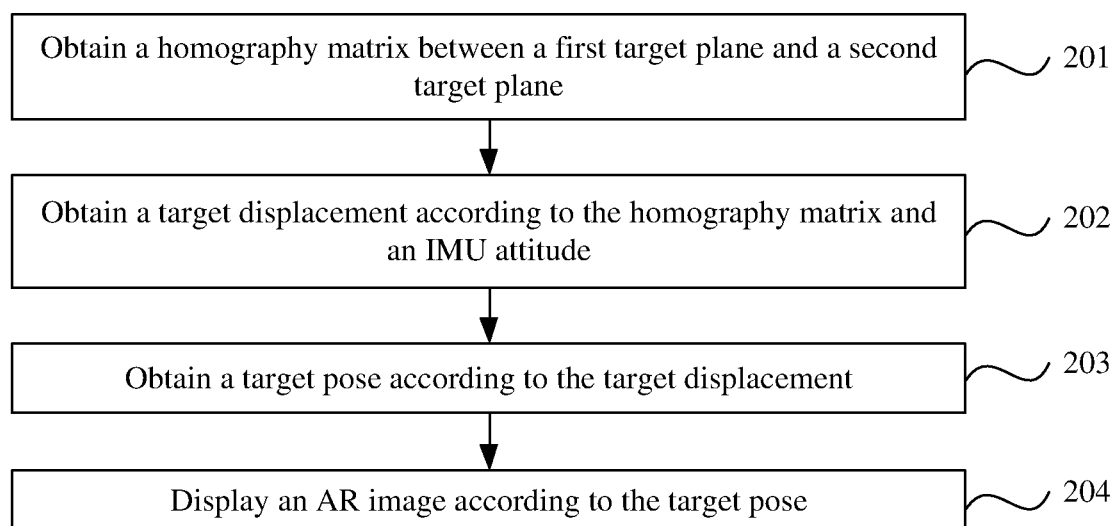 Obtain a homography matrix between a first target plane and a second
target plane
201
Obtain a target displacement according to the homography matrix and
an IMU attitude
202
Obtain a target pose according to the target displacement
203
Display an AR image according to the target pose
204